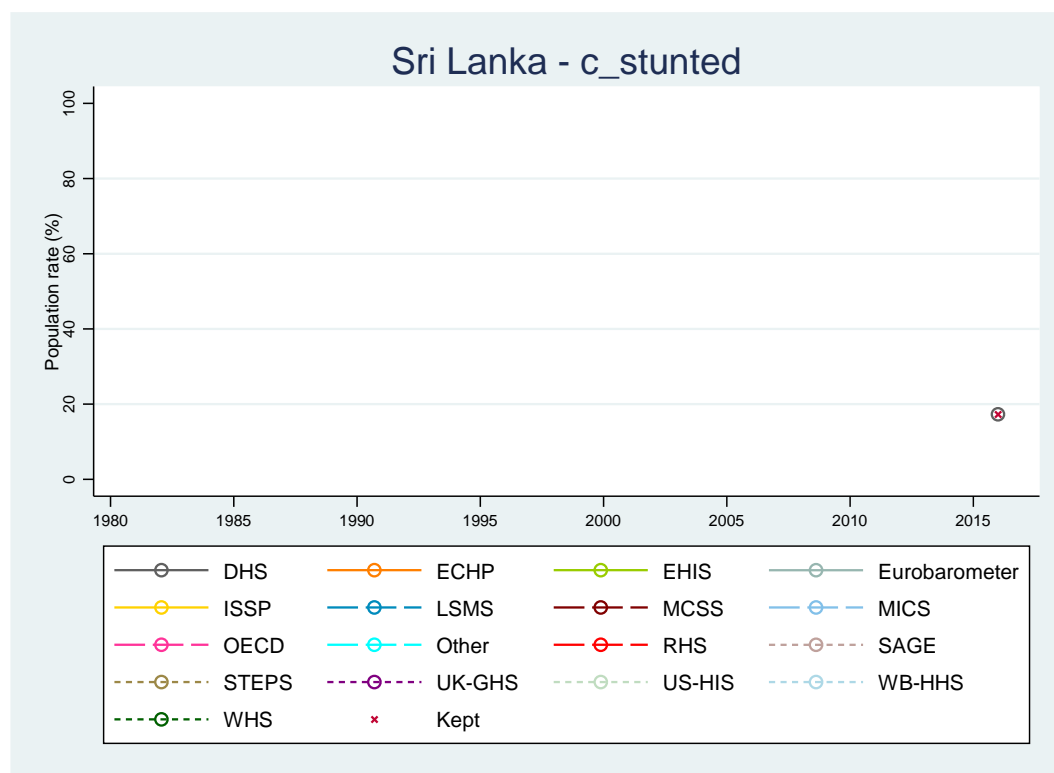 Sri Lanka - c_stunted
Population rate (%)
100
80
60
40
20
0
1980 1985 1990 1995 2000 2005 2010 2015
DHS ECHP EHIS Eurobarometer
ISSP LSMS MCSS MICS
OECD Other RHS SAGE
STEPS UK-GHS US-HIS WB-HHS
WHS Kept